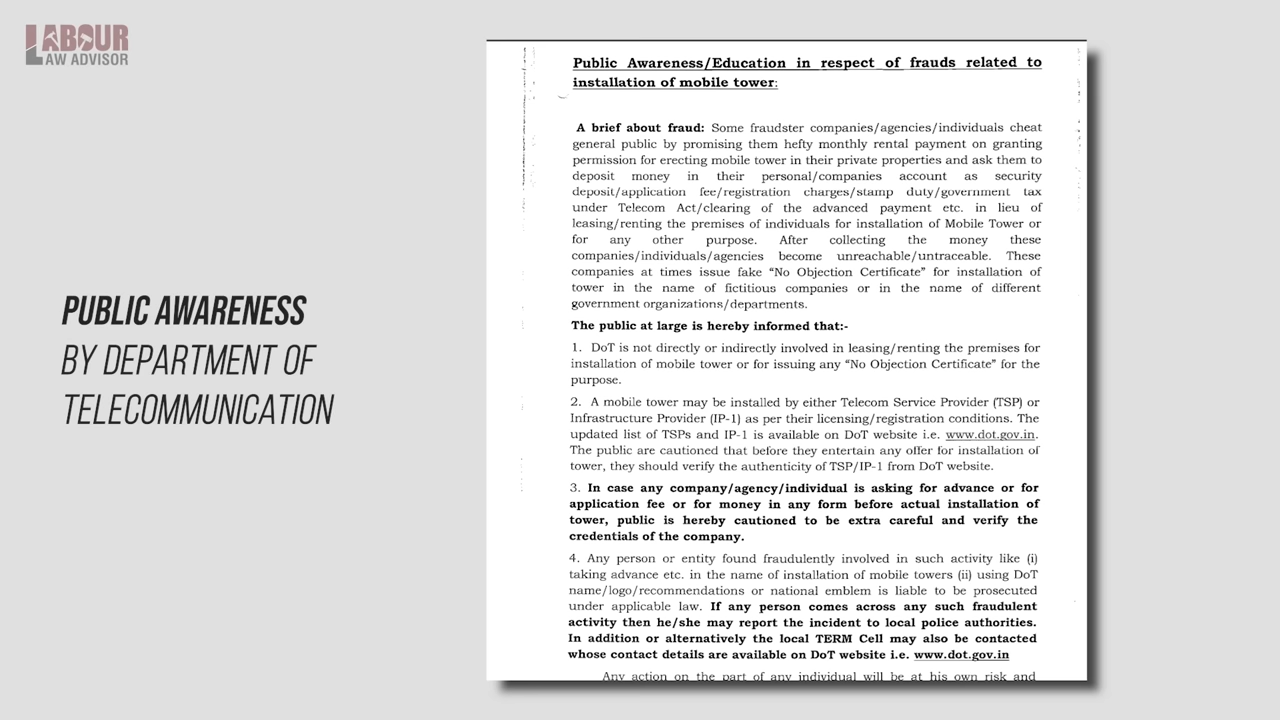 LABOUR
LAW ADVISOR
PUBLIC AWARENESS
BY DEPARTMENT OF
TELECOMMUNICATION
Public Awareness/Education in respect of frauds related to
installation of mobile tower:
A brief about fraud: Some fraudster companies/agencies/individuals cheat
general public by promising them hefty monthly rental payment on granting
permission for erecting mobile tower in their private properties and ask them to
deposit money in their personal/companies account as security
deposit/application fee/registration charges/stamp duty/government tax
under Telecom Act/clearing of the advanced payment etc. in lieu of
leasing/renting the premises of individuals for installation of Mobile Tower or
for any other purpose. After collecting the money these
companies/individuals/agencies become unreachable/untraceable. These
companies at times issue fake “No Objection Certificate” for installation of
tower in the name of fictitious companies or in the name of different
government organizations/departments.
The public at large is hereby informed that:-
1. DoT is not directly or indirectly involved in leasing/renting the premises for
installation of mobile tower or for issuing any “No Objection Certificate” for the
purpose.
2. A mobile tower may be installed by either Telecom Service Provider (TSP) or
Infrastructure Provider (IP-1) as per their licensing/registration conditions. The
updated list of TSPs and IP-1 is available on DoT website i.e. www.dot.gov.in.
The public are cautioned that before they entertain any offer for installation of
tower, they should verify the authenticity of TSP/IP-1 from DoT website.
3. In case any company/agency/individual is asking for advance or for
application fee or for money in any form before actual installation of
tower, public is hereby cautioned to be extra careful and verify the
credentials of the company.
4. Any person or entity found fraudulently involved in such activity like (i)
taking advance etc. in the name of installation of mobile towers (ii) using DoT
name/logo/recommendations or national emblem is liable to be prosecuted
under applicable law. If any person comes across any such fraudulent
activity then he/she may report the incident to local police authorities.
In addition or alternatively the local TERM Cell may also be contacted
whose contact details are available on DoT website i.e. www.dot.gov.in
Any action on the part of any individual will be at his own risk and